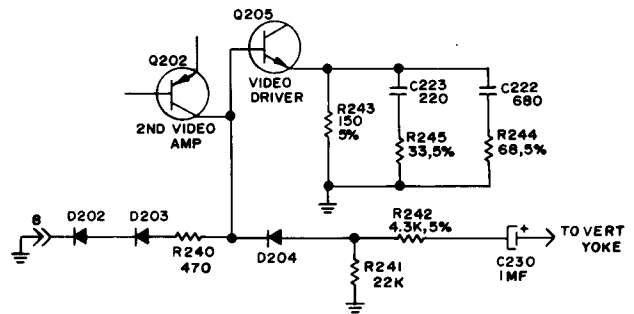 Q205
Q202
VIDEO
DRIVER
2ND VIDEO
AMP
R243
150
5%
C223
220
C222
680
R245
33,5%
R244
68,5%
8
D202
D203
R240
470
D204
R242
4.3K,5%
R241
22K
+
C230
1MF
TO VERT
YOKE